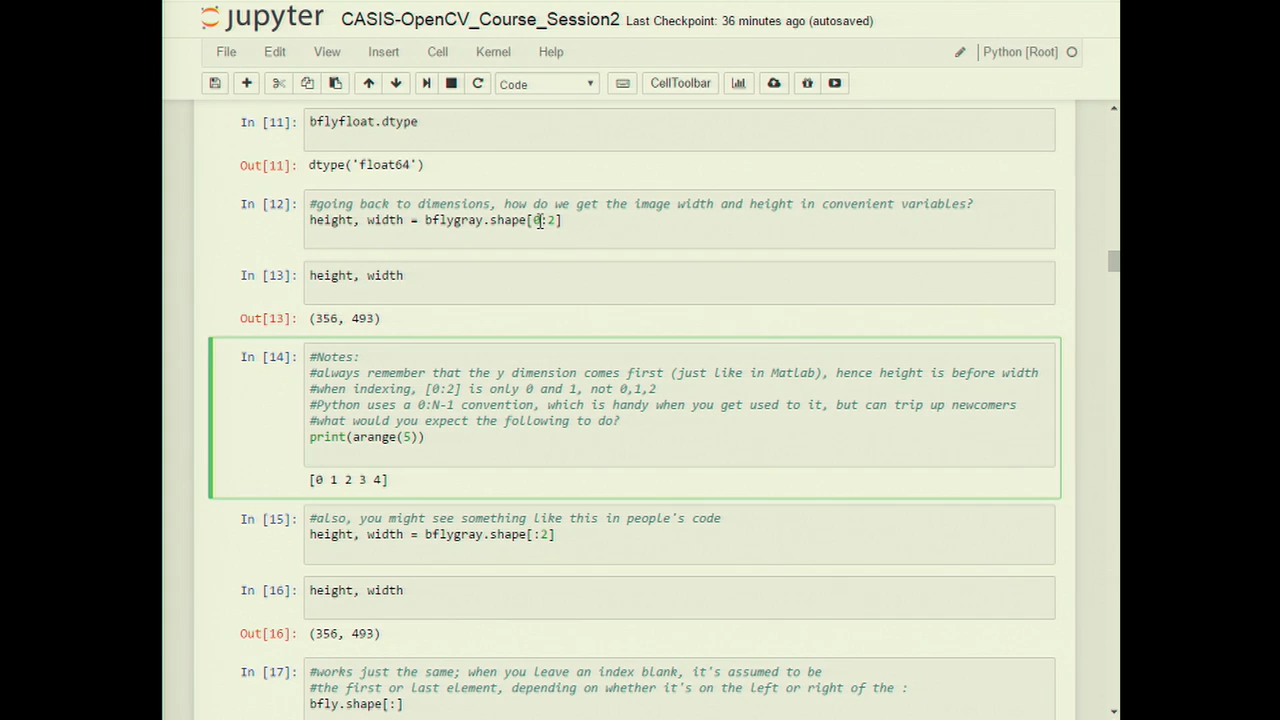 jupyter CASIS-OpenCV_Course_Session2 Last Checkpoint: 36 minutes ago (autosaved)
File Edit View Insert Cell Kernel Help Python [Root]
Code CellToolbar
In [11]: bflyfloat.dtype
Out[11]: dtype('float64')
In [12]: #going back to dimensions, how do we get the image width and height in convenient variables?
height, width = bflygray.shape[0:2]
In [13]: height, width
Out[13]: (356, 493)
In [14]: #Notes:
#always remember that the y dimension comes first (just like in Matlab), hence height is before width
#when indexing, [0:2] is only 0 and 1, not 0,1,2
#Python uses a 0:N-1 convention, which is handy when you get used to it, but can trip up newcomers
#what would you expect the following to do?
print(arange(5))
[0 1 2 3 4]
In [15]: #also, you might see something like this in people's code
height, width = bflygray.shape[:2]
In [16]: height, width
Out[16]: (356, 493)
In [17]: #works just the same; when you leave an index blank, it's assumed to be
#the first or last element, depending on whether it's on the left or right of the :
bfly.shape[:]